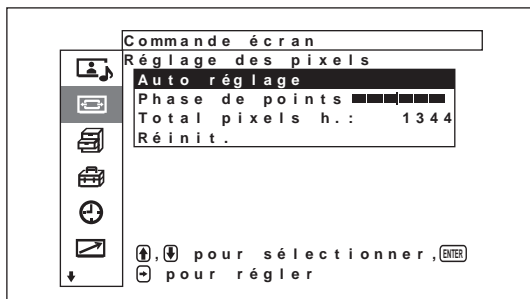 Commande écran
Réglage des pixels
Auto réglage
Phase de points
Total pixels h.: 1344
Réinit.
, pour sélectionner, ENTER
pour régler